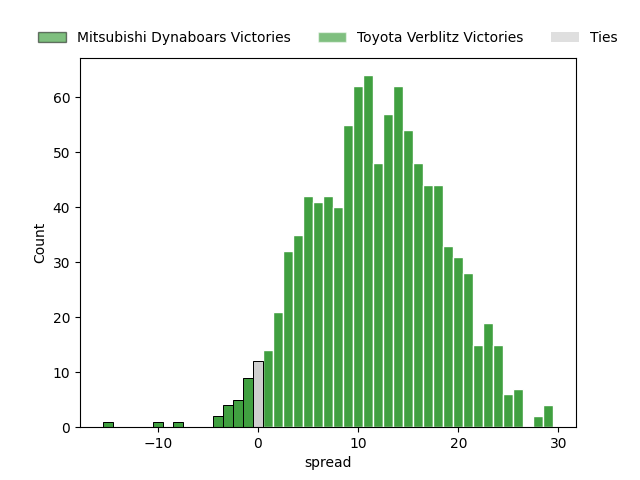 Mitsubishi Dynaboars Victories Toyota Verblitz Victories Ties
60
50
40
30
20
10
0
Count
−10 0 10 20 30
spread